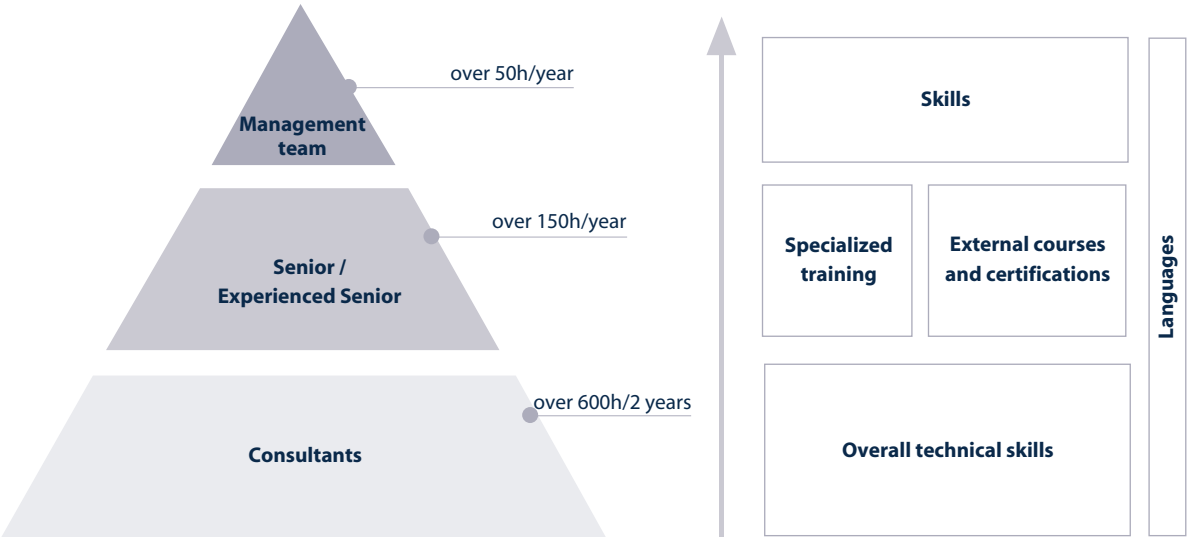 over 50h/year
Management
team
over 150h/year
Senior /
Experienced Senior
over 600h/2 years
Consultants
Skills
Specialized
training
External courses
and certifications
Overall technical skills
Languages